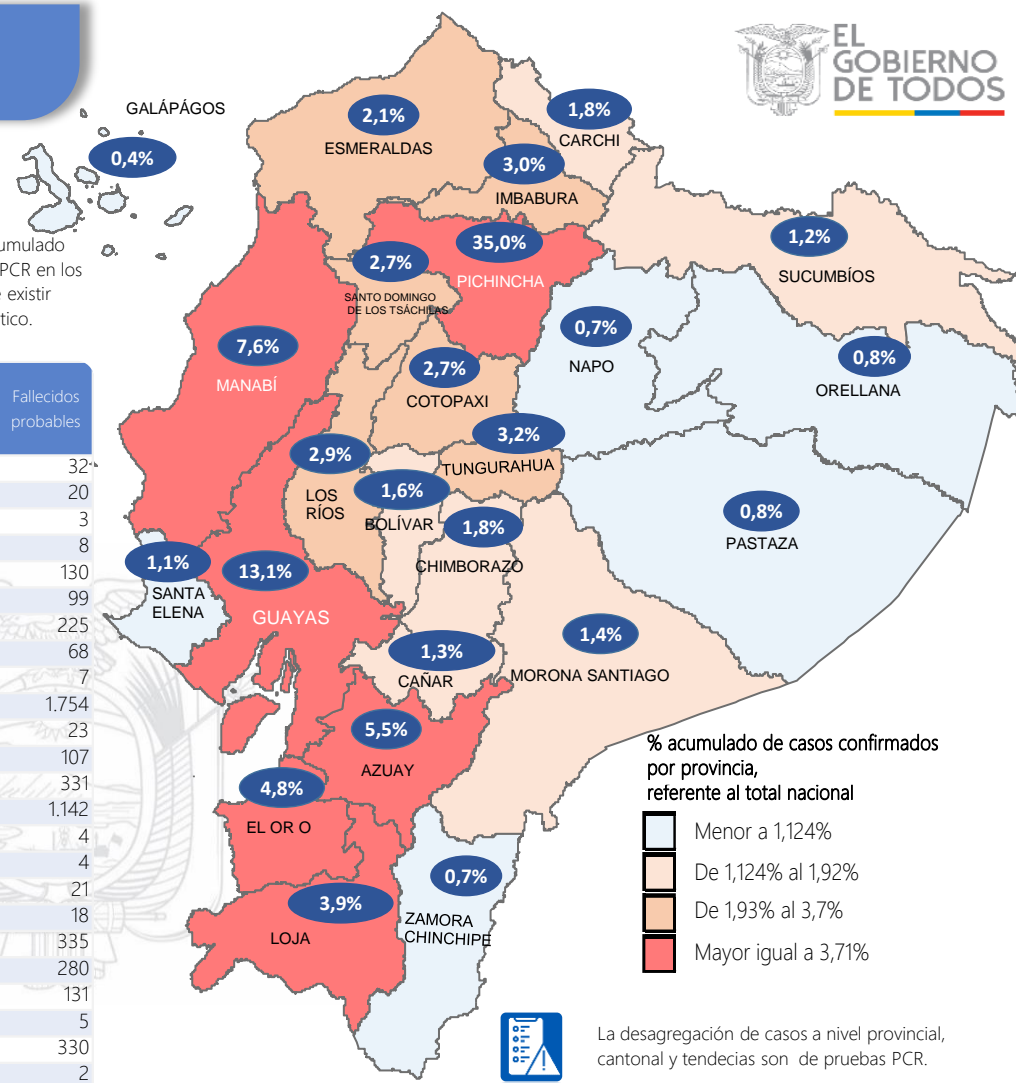 EL
GOBIERNO
DE TODOS
GALÁPÁGOS
0,4%
2,1%
ESMERALDAS
1,8%
CARCHI
3,0%
IMBABURA
1,2%
SUCUMBÍOS
35,0%
PICHINCHA
2,7%
SANTO DOMINGO
DE LOS TSÁCHILAS
0,7%
NAPO
0,8%
ORELLANA
7,6%
MANABÍ
2,7%
COTOPAXI
3,2%
TUNGURAHUA
2,9%
LOS
RÍOS
1,6%
BOLÍVAR
1,8%
CHIMBORAZO
0,8%
PASTAZA
1,1%
SANTA
ELENA
13,1%
GUAYAS
1,3%
CAÑAR
1,4%
MORONA SANTIAGO
5,5%
AZUAY
4,8%
EL OR O
3,9%
LOJA
0,7%
ZAMORA
CHINCHIPE
umulado
PCR en los
e existir
tico.
Fallecidos
probables
32
20
3
8
130
99
225
68
7
1.754
23
107
331
1.142
4
4
21
18
335
280
131
5
330
2
% acumulado de casos confirmados
por provincia,
referente al total nacional
Menor a 1,124%
De 1,124% al 1,92%
De 1,93% al 3,7%
Mayor igual a 3,71%
La desagregación de casos a nivel provincial,
cantonal y tendecias son de pruebas PCR.